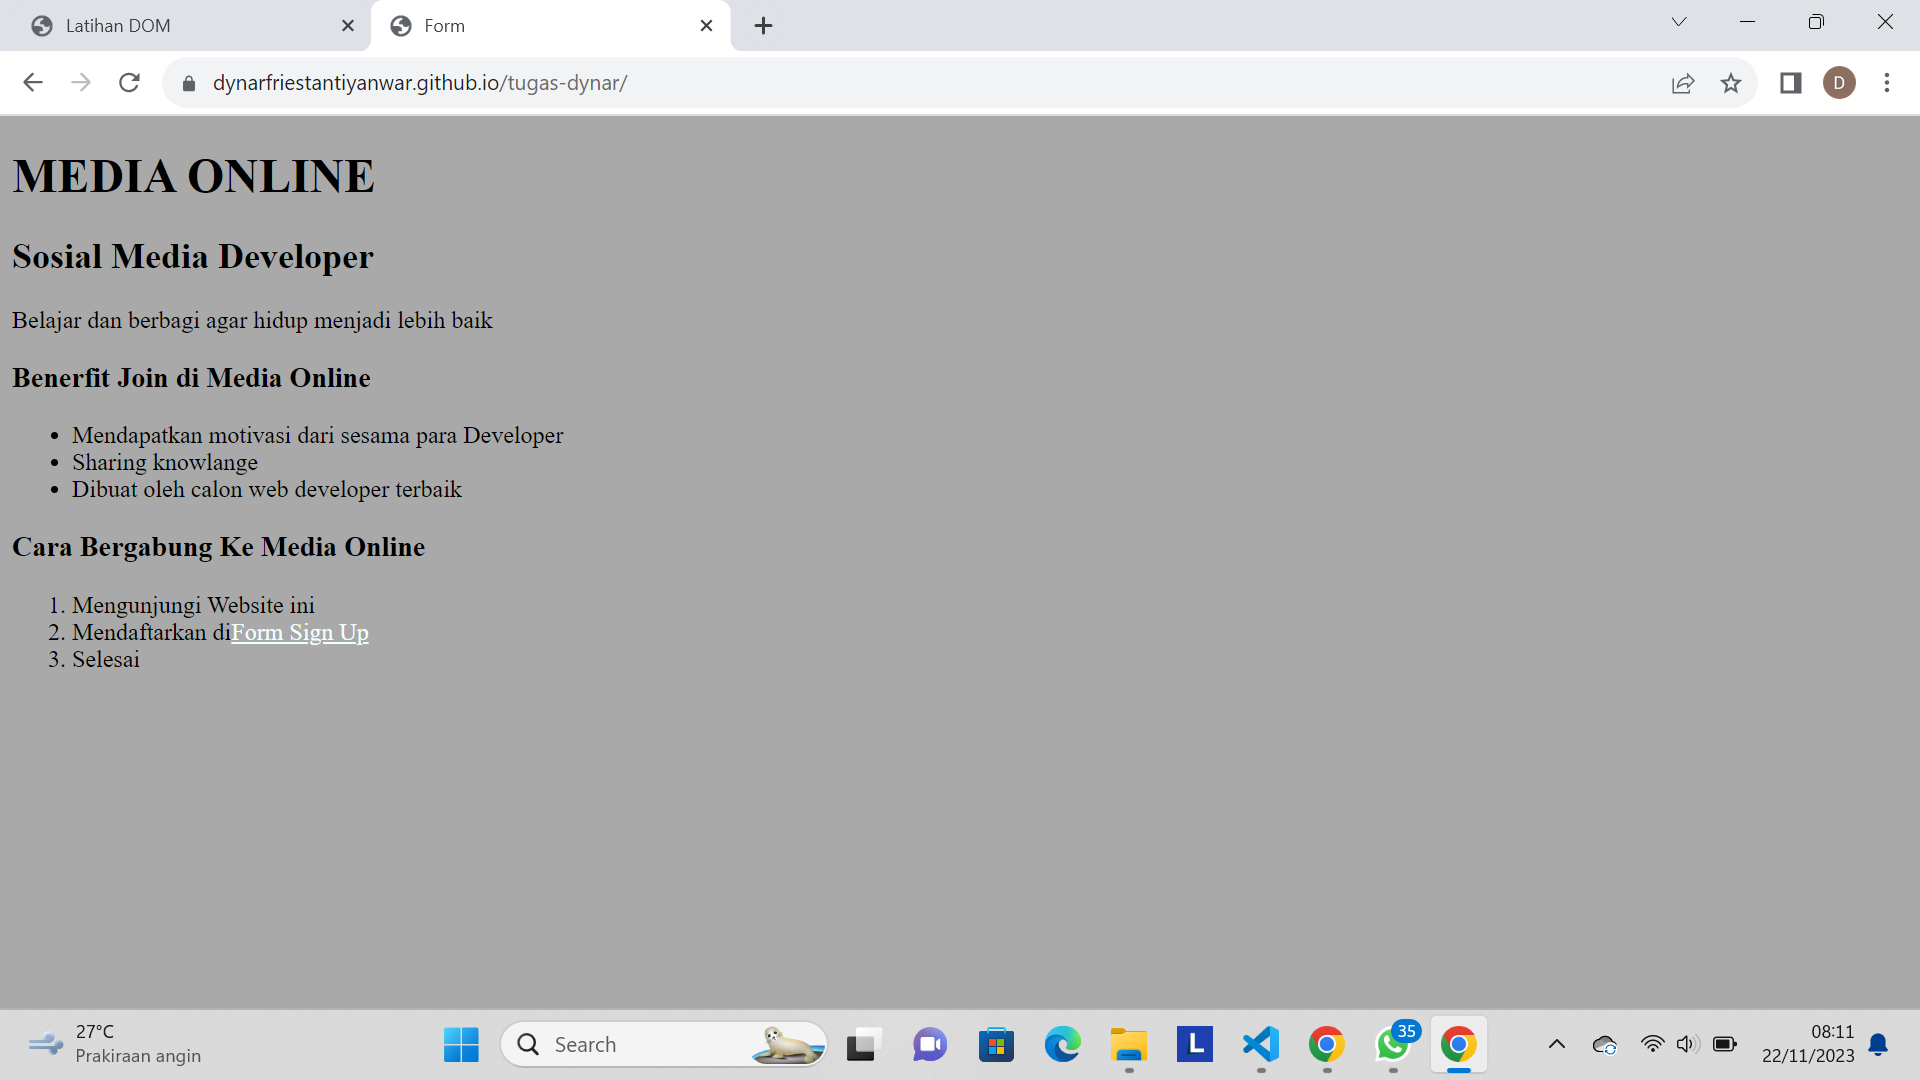 Latihan DOM
Form
dynarfriestantiyanwar.github.io/tugas-dynar/
D
MEDIA ONLINE
Sosial Media Developer
Belajar dan berbagi agar hidup menjadi lebih baik
Benerfit Join di Media Online
• Mendapatkan motivasi dari sesama para Developer
• Sharing knowlange
• Dibuat oleh calon web developer terbaik
Cara Bergabung Ke Media Online
1. Mengunjungi Website ini
2. Mendaftarkan diForm Sign Up
3. Selesai
27°C
Prakiraan angin
Search
L
35
08:11
22/11/2023